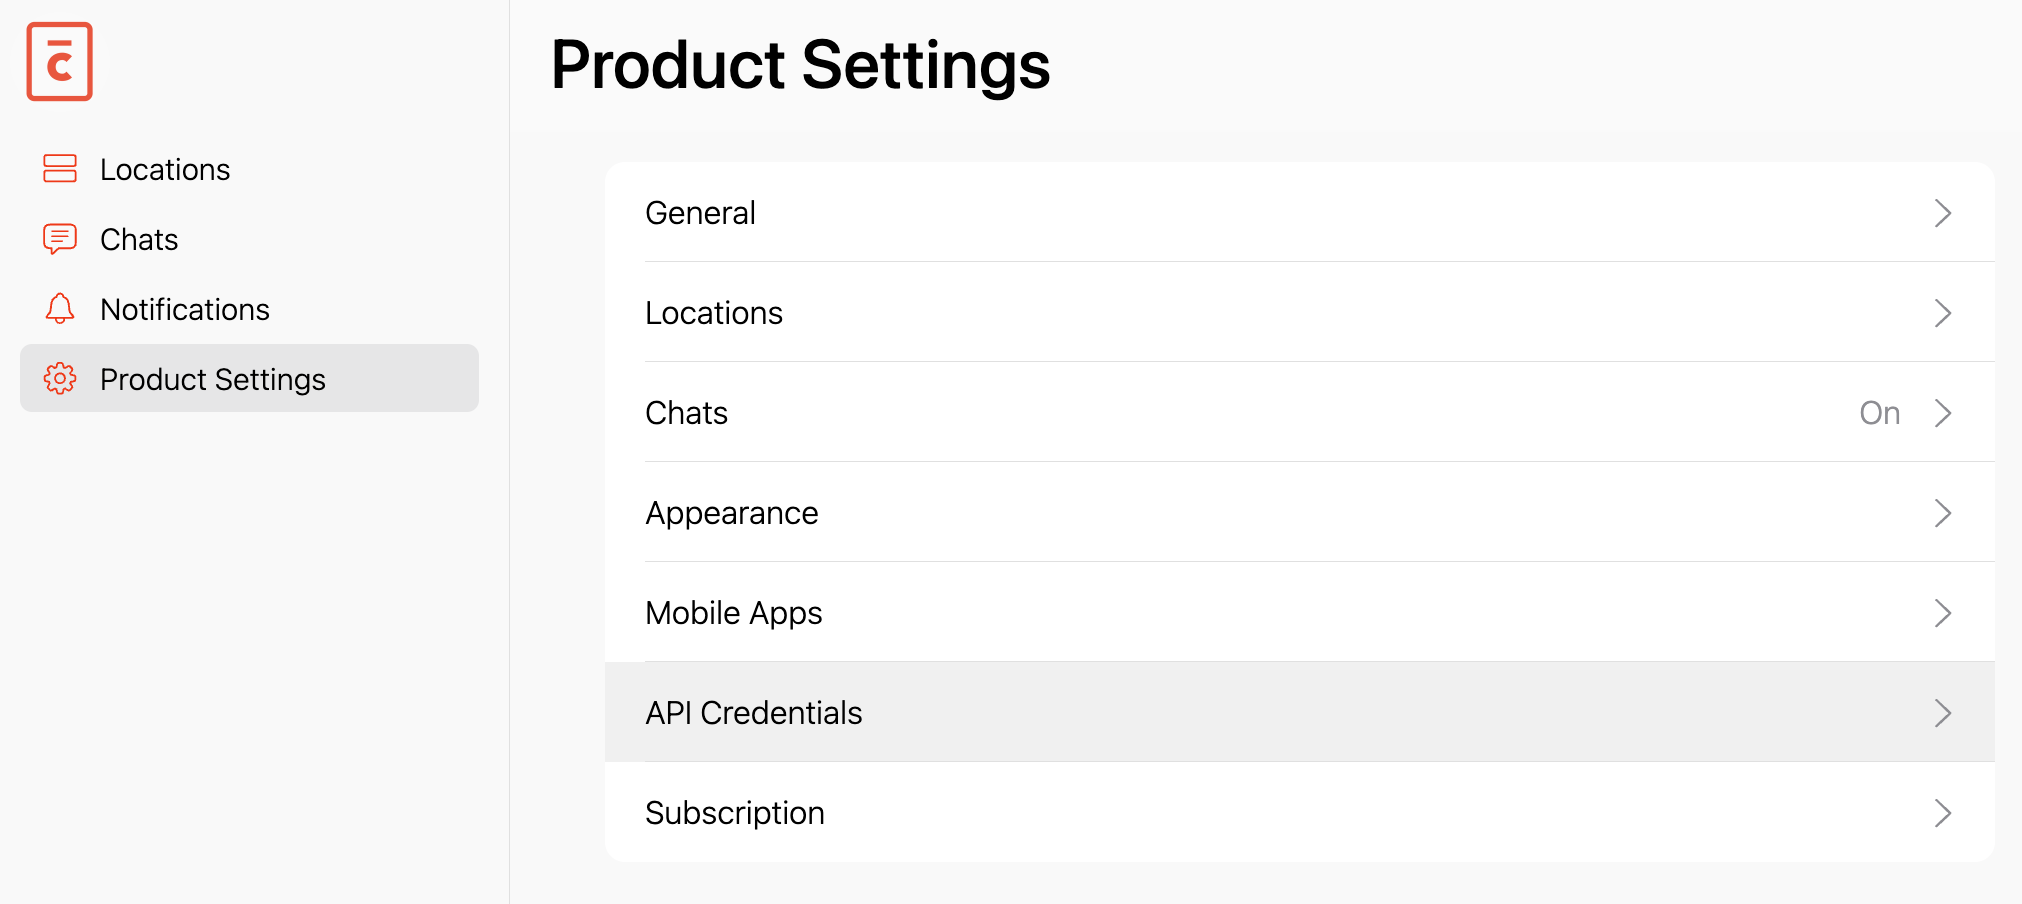 c̄
Locations
Chats
Notifications
Product Settings
Product Settings
General
Locations
Chats On
Appearance
Mobile Apps
API Credentials
Subscription